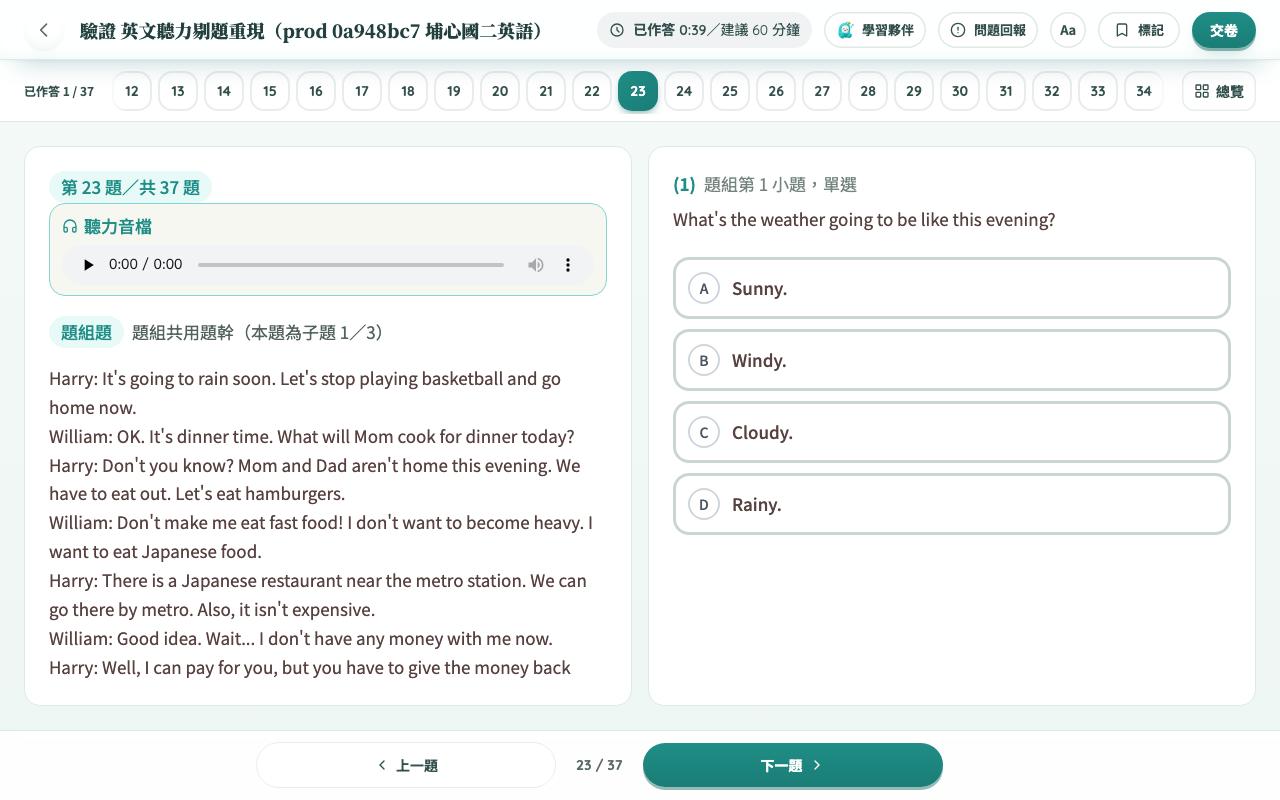 驗證 英文聽力剔題重現（prod 0a948bc7 埔心國二英語）
已作答 0:39／建議 60 分鐘
學習夥伴
問題回報
Aa
標記
交卷
已作答 1 / 37
12 13 14 15 16 17 18 19 20 21 22 23 24 25 26 27 28 29 30 31 32 33 34
總覽
第 23 題／共 37 題
聽力音檔
0:00 / 0:00
題組題 題組共用題幹（本題為子題 1／3）
Harry: It's going to rain soon. Let's stop playing basketball and go
home now.
William: OK. It's dinner time. What will Mom cook for dinner today?
Harry: Don't you know? Mom and Dad aren't home this evening. We
have to eat out. Let's eat hamburgers.
William: Don't make me eat fast food! I don't want to become heavy. I
want to eat Japanese food.
Harry: There is a Japanese restaurant near the metro station. We can
go there by metro. Also, it isn't expensive.
William: Good idea. Wait... I don't have any money with me now.
Harry: Well, I can pay for you, but you have to give the money back
(1) 題組第 1 小題，單選
What's the weather going to be like this evening?
A Sunny.
B Windy.
C Cloudy.
D Rainy.
上一題
23 / 37
下一題